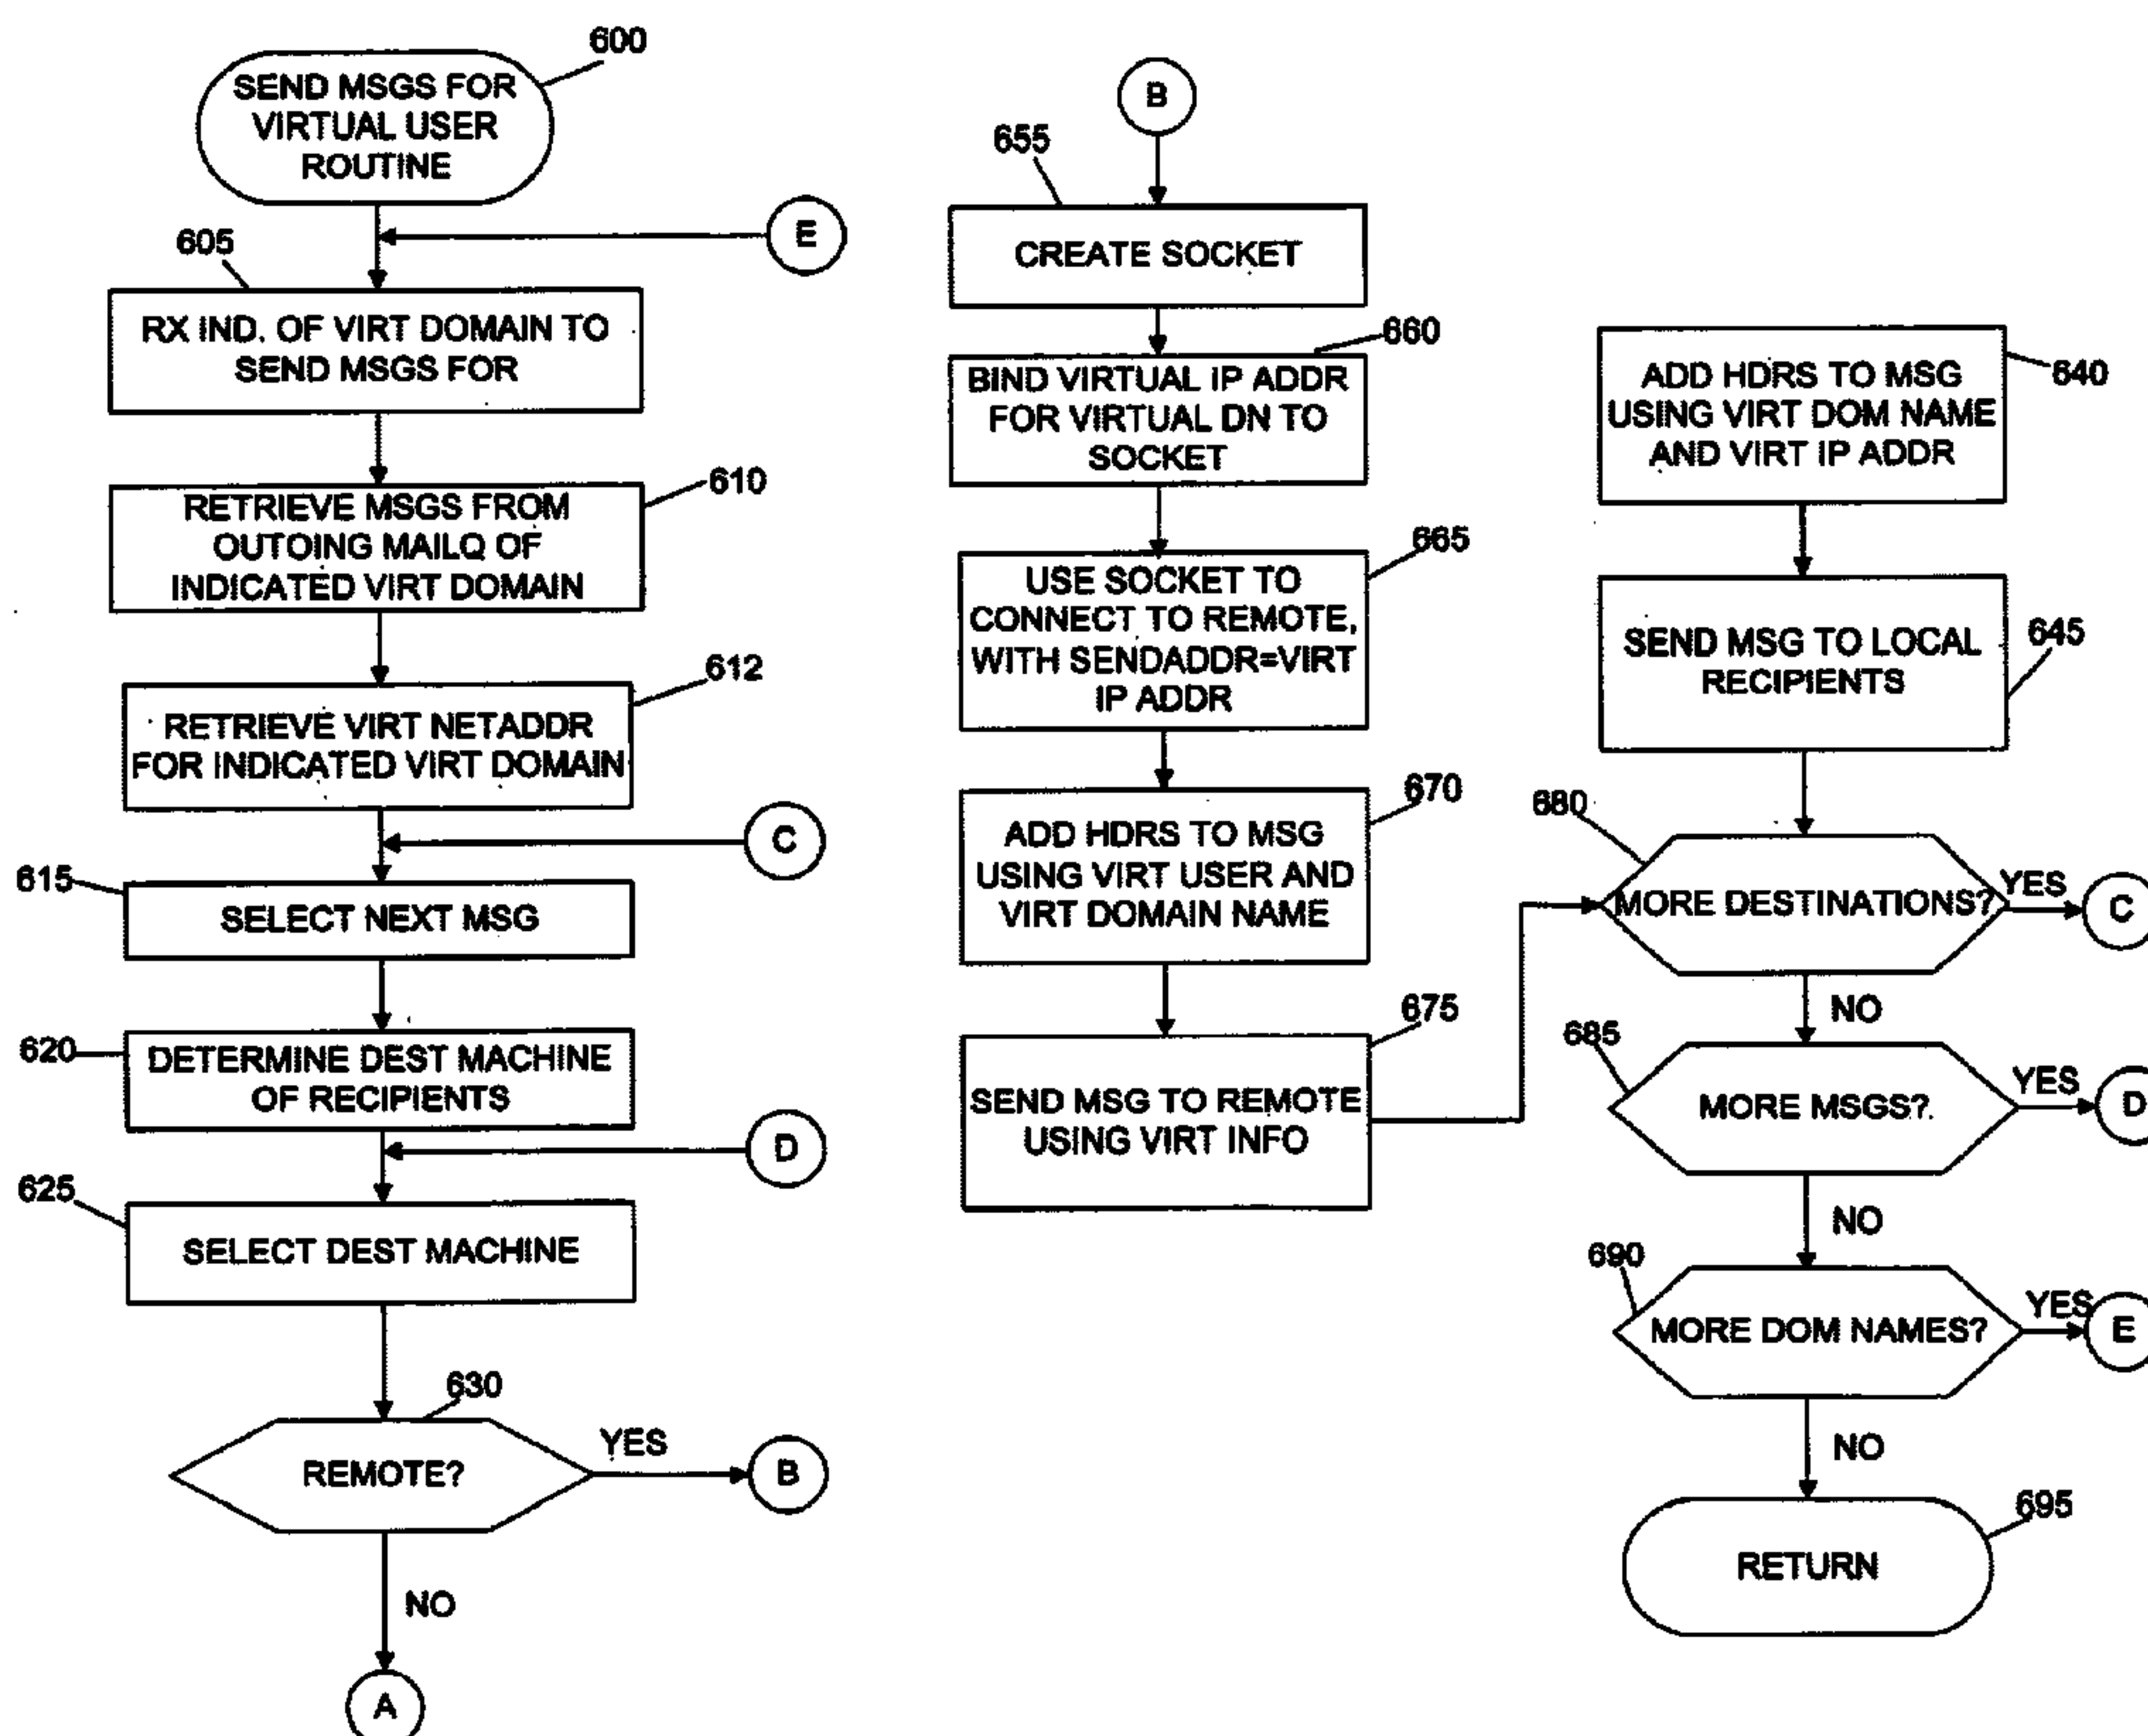 600
SEND MSGS FOR
VIRTUAL USER
ROUTINE
E
605
RX IND. OF VIRT DOMAIN TO
SEND MSGS FOR
610
RETRIEVE MSGS FROM
OUTOING MAILQ OF
INDICATED VIRT DOMAIN
612
RETRIEVE VIRT NETADDR
FOR INDICATED VIRT DOMAIN
C
615
SELECT NEXT MSG
620
DETERMINE DEST MACHINE
OF RECIPIENTS
D
625
SELECT DEST MACHINE
630
REMOTE?
YES
B
NO
A
B
655
CREATE SOCKET
660
BIND VIRTUAL IP ADDR
FOR VIRTUAL DN TO
SOCKET
665
USE SOCKET TO
CONNECT TO REMOTE,
WITH SENDADDR=VIRT
IP ADDR
670
ADD HDRS TO MSG
USING VIRT USER AND
VIRT DOMAIN NAME
675
SEND MSG TO REMOTE
USING VIRT INFO
640
ADD HDRS TO MSG
USING VIRT DOM NAME
AND VIRT IP ADDR
645
SEND MSG TO LOCAL
RECIPIENTS
680
MORE DESTINATIONS?
YES
C
NO
685
MORE MSGS?
YES
D
NO
690
MORE DOM NAMES?
YES
E
NO
695
RETURN